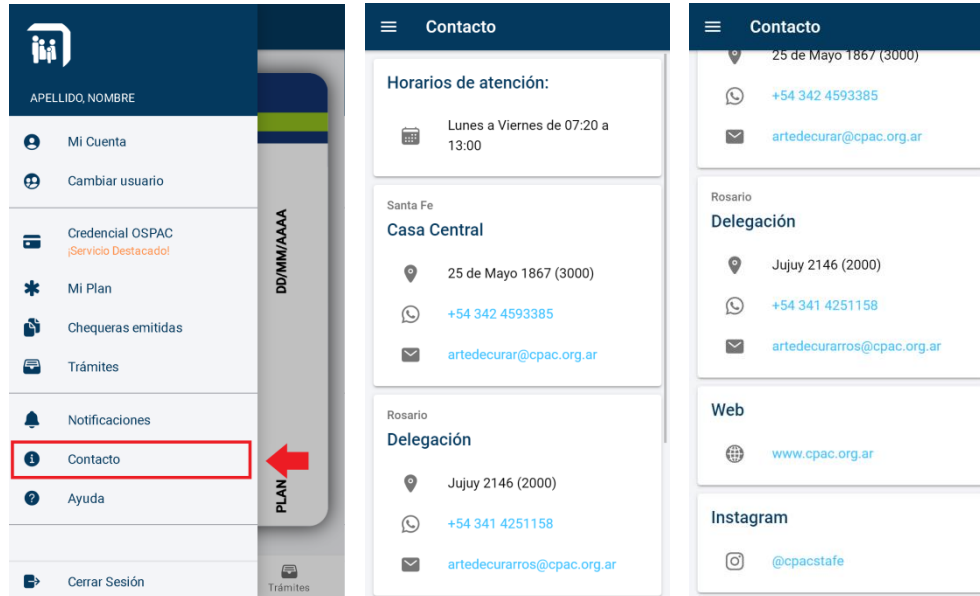 APELLIDO, NOMBRE
Mi Cuenta
Cambiar usuario
Credencial OSPAC
¡Servicio Destacado!
Mi Plan
Chequeras emitidas
Trámites
Notificaciones
Contacto
Ayuda
Cerrar Sesión
DD/MM/AAAA
PLAN
Trámites
Contacto
Horarios de atención:
Lunes a Viernes de 07:20 a
13:00
Santa Fe
Casa Central
25 de Mayo 1867 (3000)
+54 342 4593385
artedecurar@cpac.org.ar
Rosario
Delegación
Jujuy 2146 (2000)
+54 341 4251158
artedecurarros@cpac.org.ar
Contacto
25 de Mayo 1867 (3000)
+54 342 4593385
artedecurar@cpac.org.ar
Rosario
Delegación
Jujuy 2146 (2000)
+54 341 4251158
artedecurarros@cpac.org.ar
Web
www.cpac.org.ar
Instagram
@cpacstafe